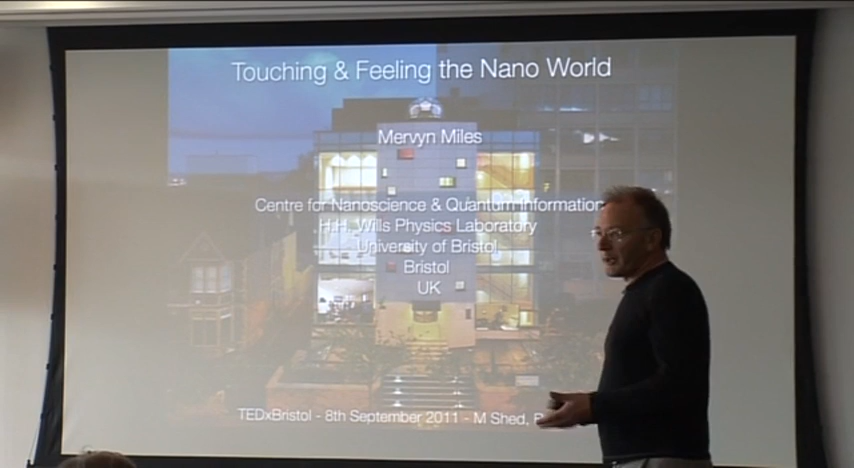 Touching & Feeling the Nano World
Mervyn Miles
Centre for Nanoscience & Quantum Information
H.H. Wills Physics Laboratory
University of Bristol
Bristol
UK
TEDxBristol - 8th September 2011 - M Shed,